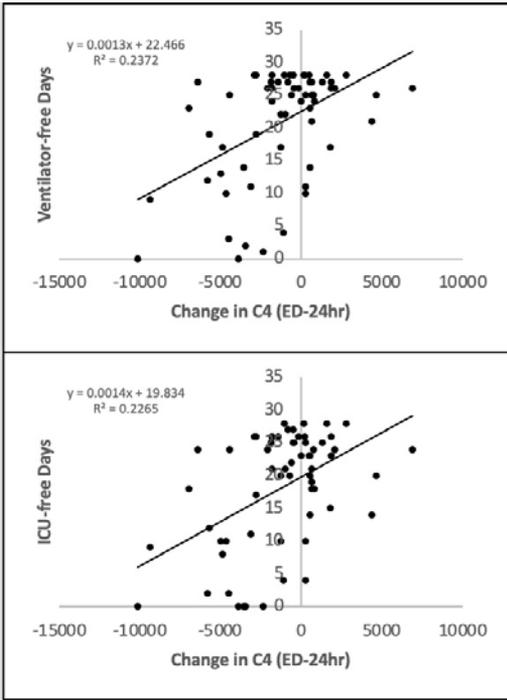 y = 0.0013x + 22.466
R² = 0.2372
Ventilator-free Days
35
30
25
20
15
10
5
0
-15000 -10000 -5000 0 5000 10000
Change in C4 (ED-24hr)
y = 0.0014x + 19.834
R² = 0.2265
ICU-free Days
35
30
25
20
15
10
5
0
-15000 -10000 -5000 0 5000 10000
Change in C4 (ED-24hr)